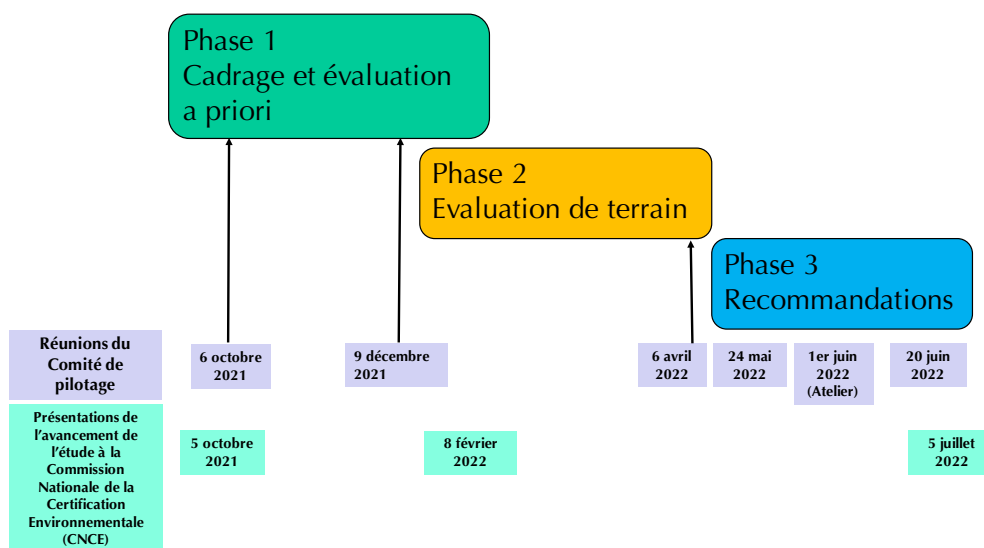 Phase 1
Cadrage et évaluation
a priori
Phase 2
Evaluation de terrain
Phase 3
Recommandations
Réunions du
Comité de
pilotage
6 octobre
2021
9 décembre
2021
6 avril
2022
24 mai
2022
1er juin
2022
(Atelier)
20 juin
2022
Présentations de
l'avancement de
l'étude à la
Commission
Nationale de la
Certification
Environnementale
(CNCE)
5 octobre
2021
8 février
2022
5 juillet
2022